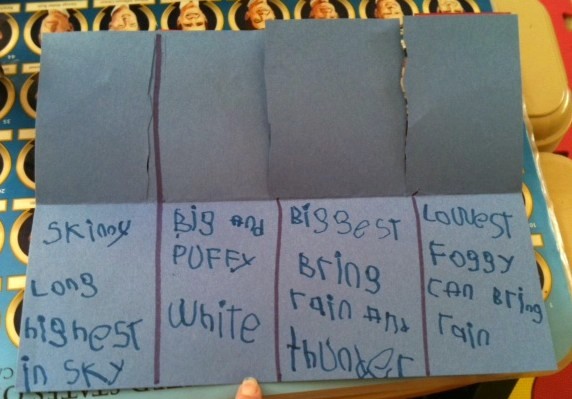 Skinny
Long
highest
in Sky
Big and
PUFFy
White
Biggest
Bring
rain And
thunder
Lowest
Foggy
can Bring
rain